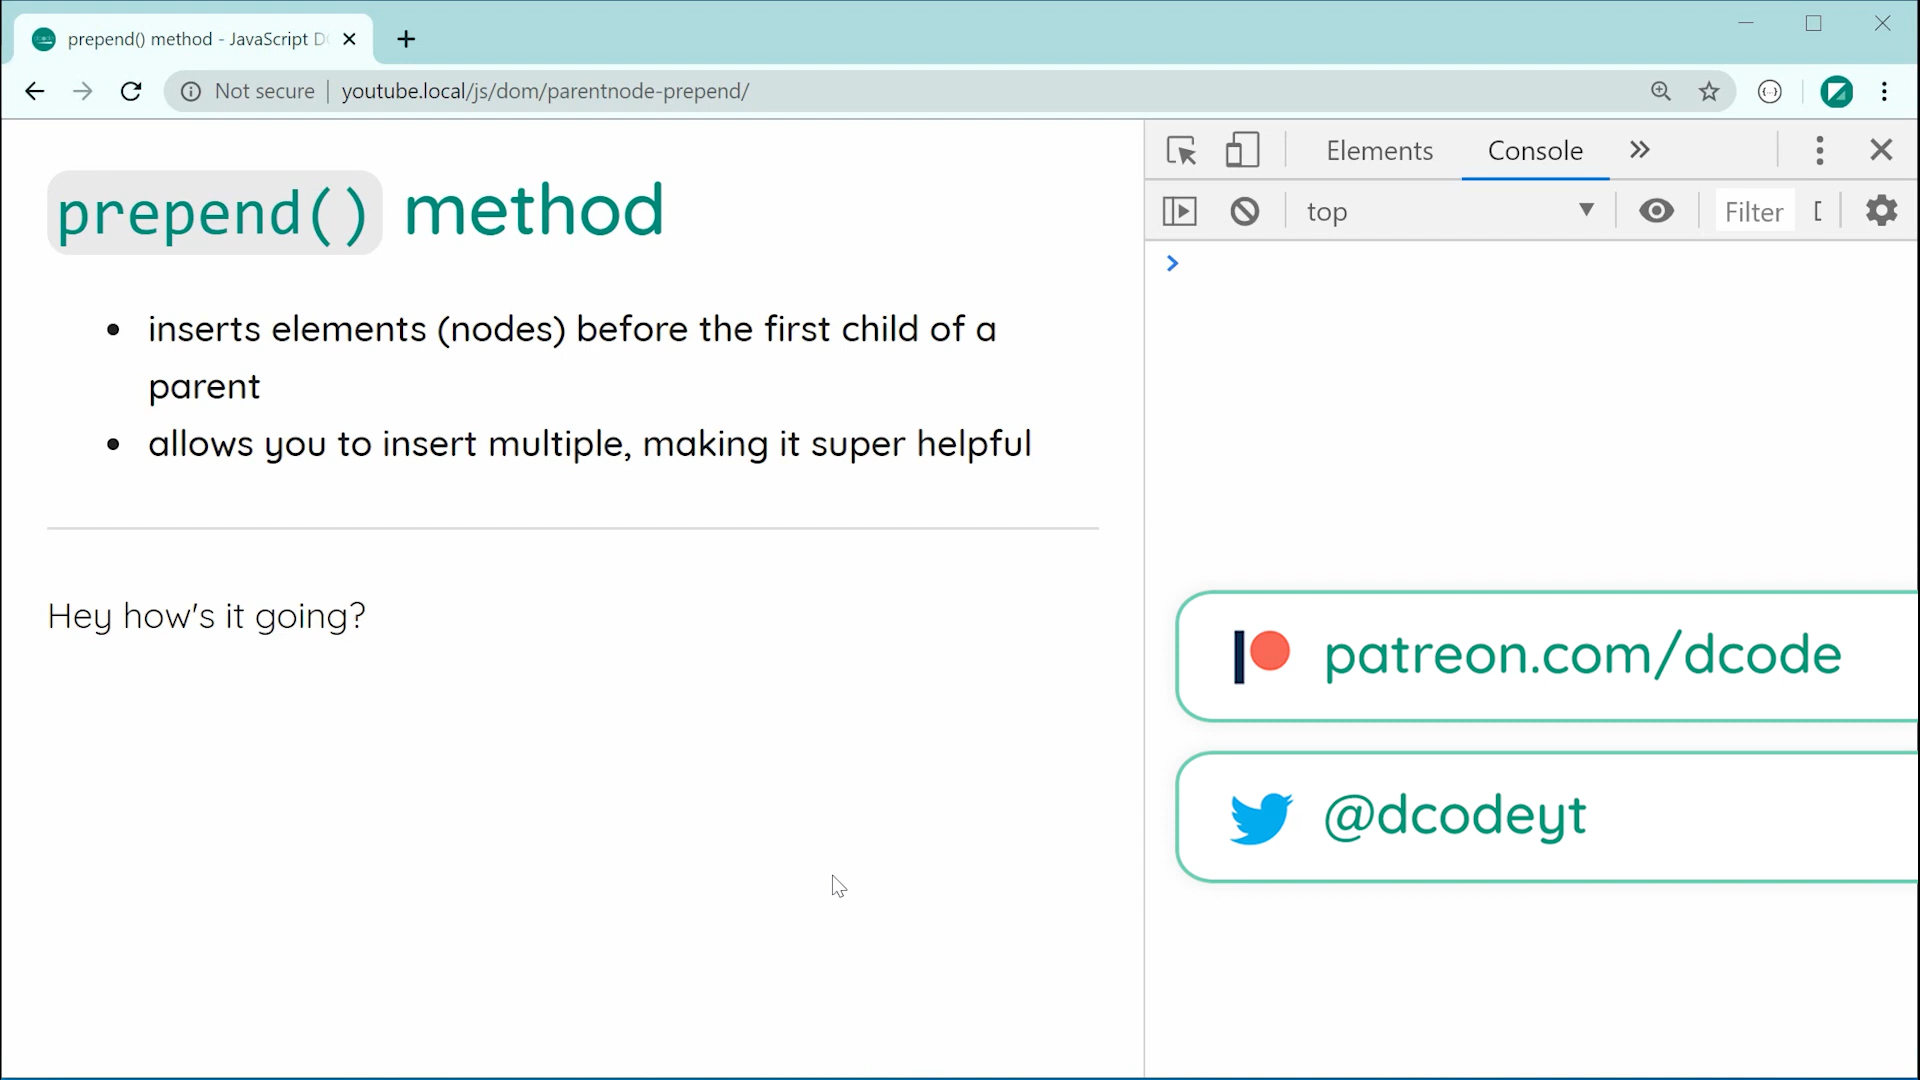 prepend() method - JavaScript D
Not secure
youtube.local/js/dom/parentnode-prepend/
Elements
Console
top
Filter
prepend() method
inserts elements (nodes) before the first child of a
parent
allows you to insert multiple, making it super helpful
Hey how's it going?
patreon.com/dcode
@dcodeyt